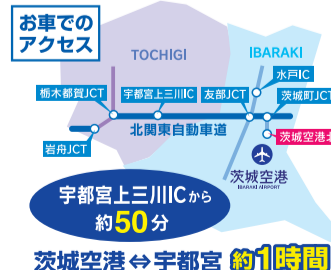 お車での
アクセス
TOCHIGI
IBARAKI
水戸IC
栃木都賀JCT
宇都宮上三川IC
友部JCT
茨城町JCT
北関東自動車道
茨城空港北
岩舟JCT
茨城空港
IBARAKI AIRPORT
宇都宮上三川ICから
約50分
茨城空港⇔宇都宮 約1時間